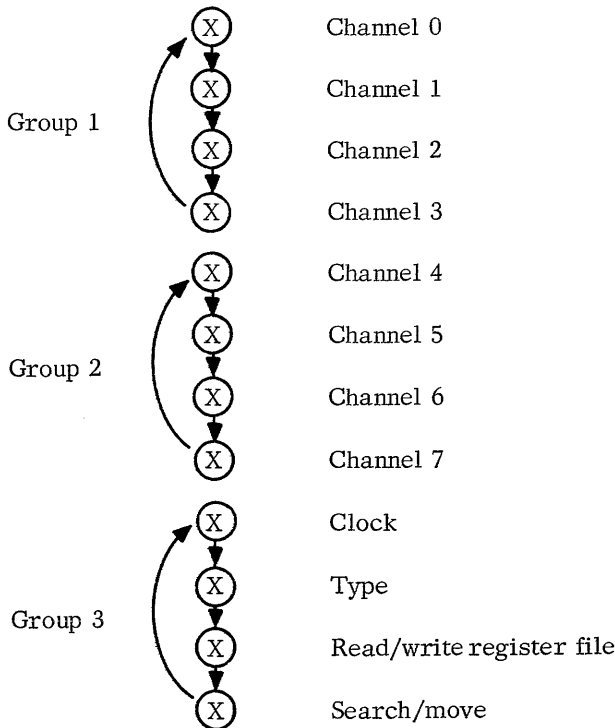 X Channel 0
X Channel 1
Group 1
X Channel 2
X Channel 3
X Channel 4
X Channel 5
Group 2
X Channel 6
X Channel 7
X Clock
X Type
Group 3
X Read/write register file
X Search/move